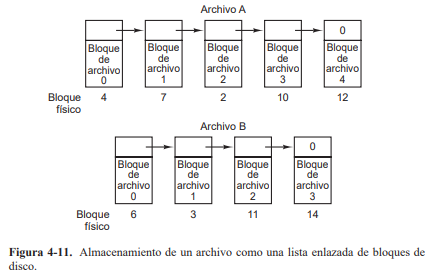 Archivo A
0
Bloque de archivo 0
Bloque de archivo 1
Bloque de archivo 2
Bloque de archivo 3
Bloque de archivo 4
Bloque físico
4 7 2 10 12
Archivo B
0
Bloque de archivo 0
Bloque de archivo 1
Bloque de archivo 2
Bloque de archivo 3
Bloque físico
6 3 11 14
Figura 4-11. Almacenamiento de un archivo como una lista enlazada de bloques de
disco.